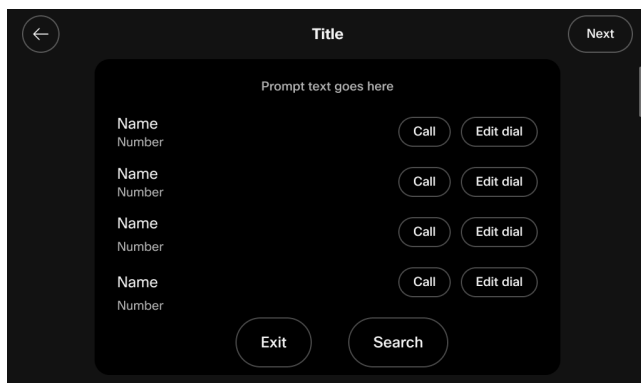 Title
Next
Prompt text goes here
Name
Number
Call
Edit dial
Name
Number
Call
Edit dial
Name
Number
Call
Edit dial
Name
Number
Call
Edit dial
Exit
Search